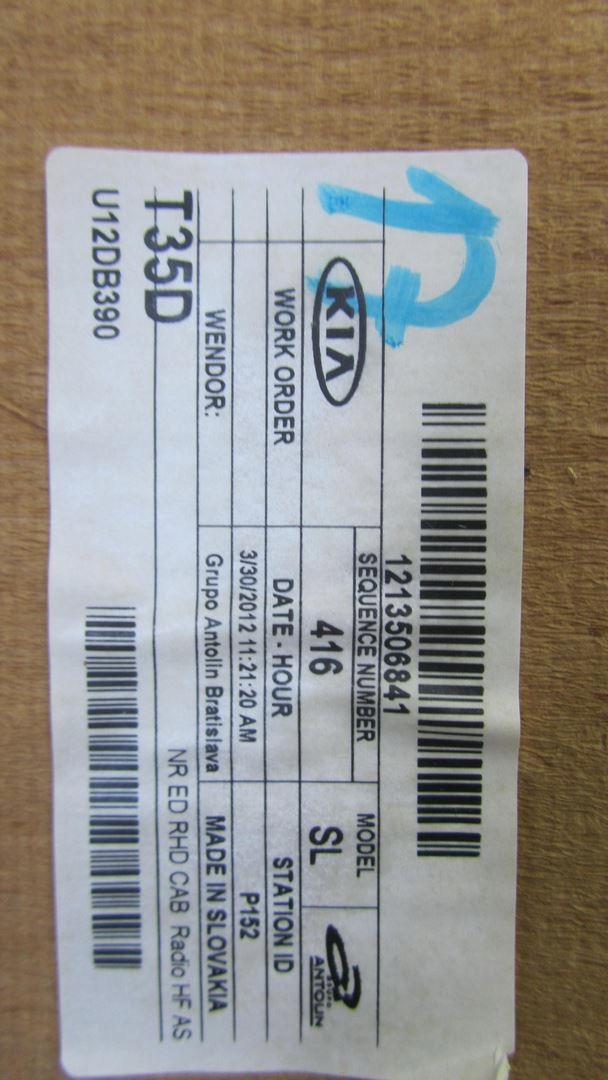 1213506841
KIA
SEQUENCE NUMBER
416
MODEL
SL
GRUPO ANTOLIN
WORK ORDER
DATE - HOUR
STATION ID
3/30/2012 11:21:20 AM
P152
WENDOR:
Grupo Antolin Bratislava
MADE IN SLOVAKIA
T35D
NR ED RHD CAB Radio HF AS
U12DB390